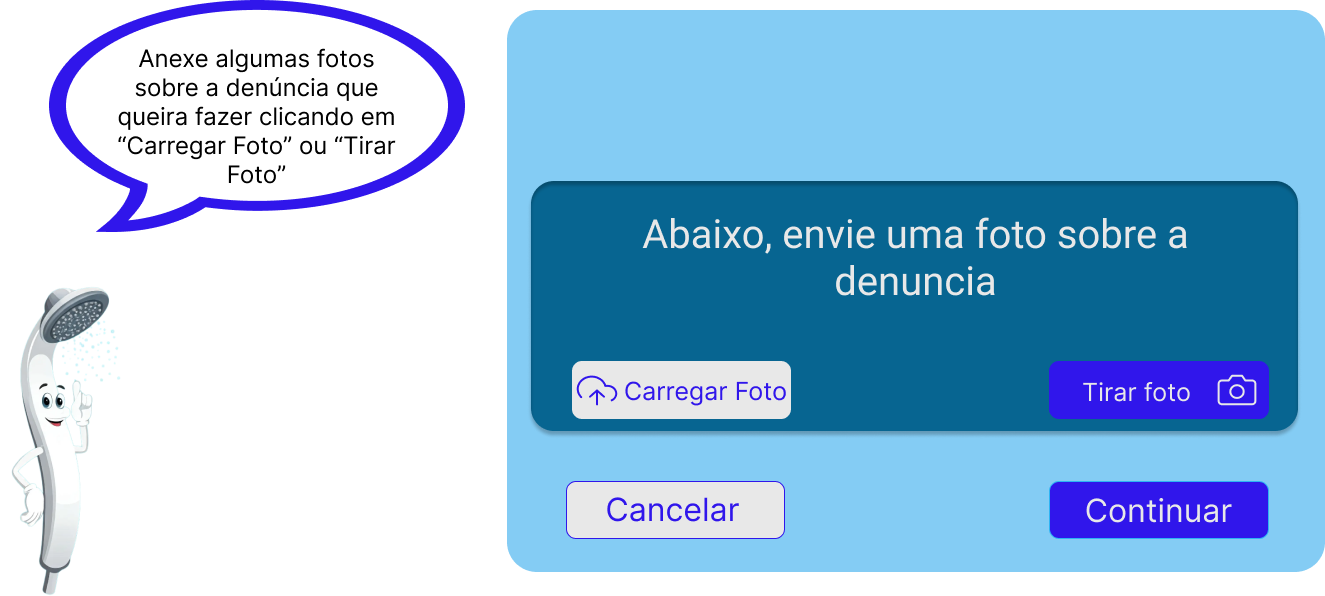 Anexe algumas fotos
sobre a denúncia que
queira fazer clicando em
“Carregar Foto” ou “Tirar
Foto”
Abaixo, envie uma foto sobre a
denuncia
Carregar Foto
Tirar foto
Cancelar
Continuar